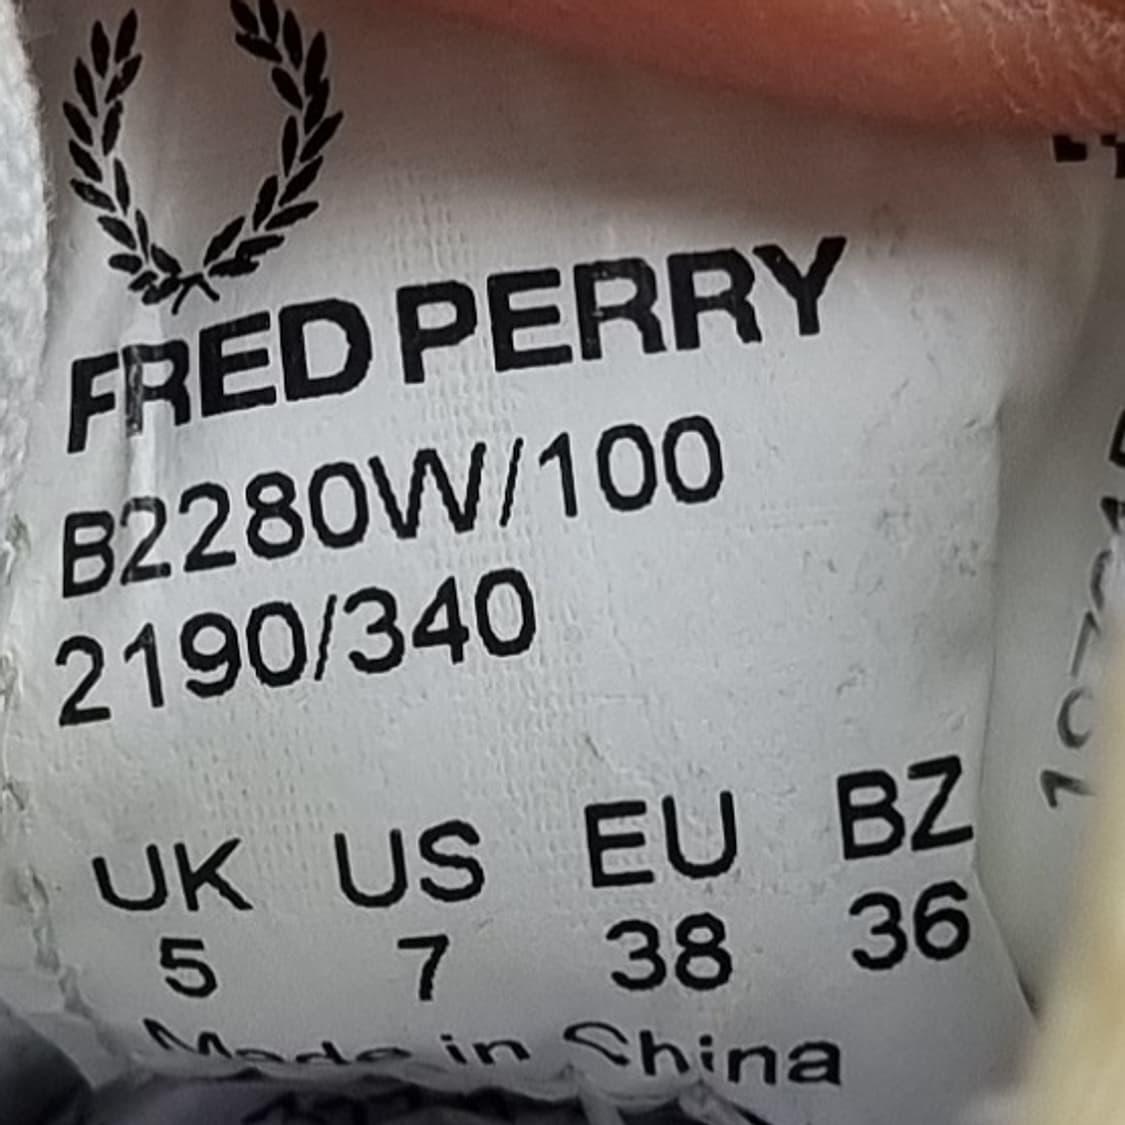 FRED PERRY
B2280W/100
2190/340
UK US EU BZ
5 7 38 36
Made in China